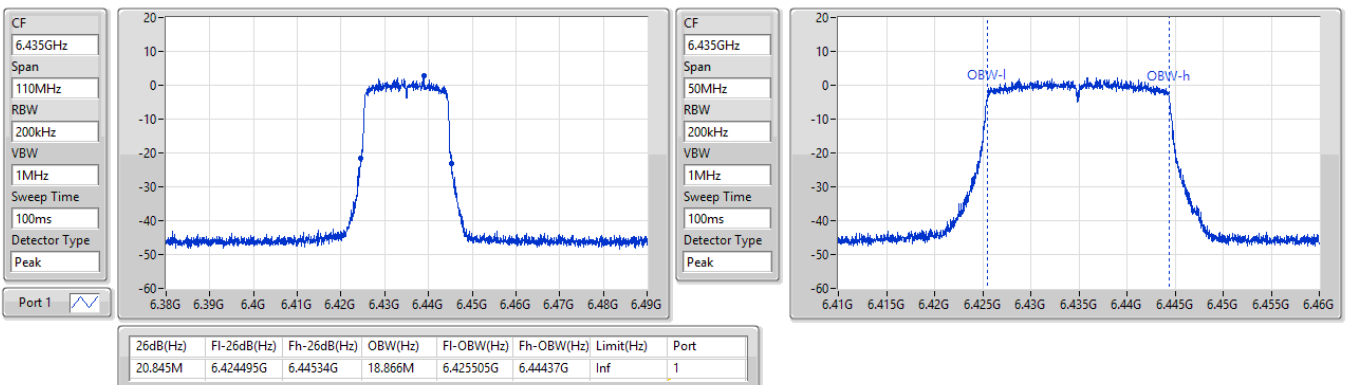 CF
6.435GHz
Span
110MHz
RBW
200kHz
VBW
1MHz
Sweep Time
100ms
Detector Type
Peak
Port 1
20
10
0
-10
-20
-30
-40
-50
-60
6.38G 6.39G 6.4G 6.41G 6.42G 6.43G 6.44G 6.45G 6.46G 6.47G 6.48G 6.49G
CF
6.435GHz
Span
50MHz
RBW
200kHz
VBW
1MHz
Sweep Time
100ms
Detector Type
Peak
20
10
0
-10
-20
-30
-40
-50
-60
OBW-l OBW-h
6.41G 6.415G 6.42G 6.425G 6.43G 6.435G 6.44G 6.445G 6.45G 6.455G 6.46G
26dB(Hz) Fl-26dB(Hz) Fh-26dB(Hz) OBW(Hz) Fl-OBW(Hz) Fh-OBW(Hz) Limit(Hz) Port
20.845M 6.424495G 6.44534G 18.866M 6.425505G 6.44437G Inf 1